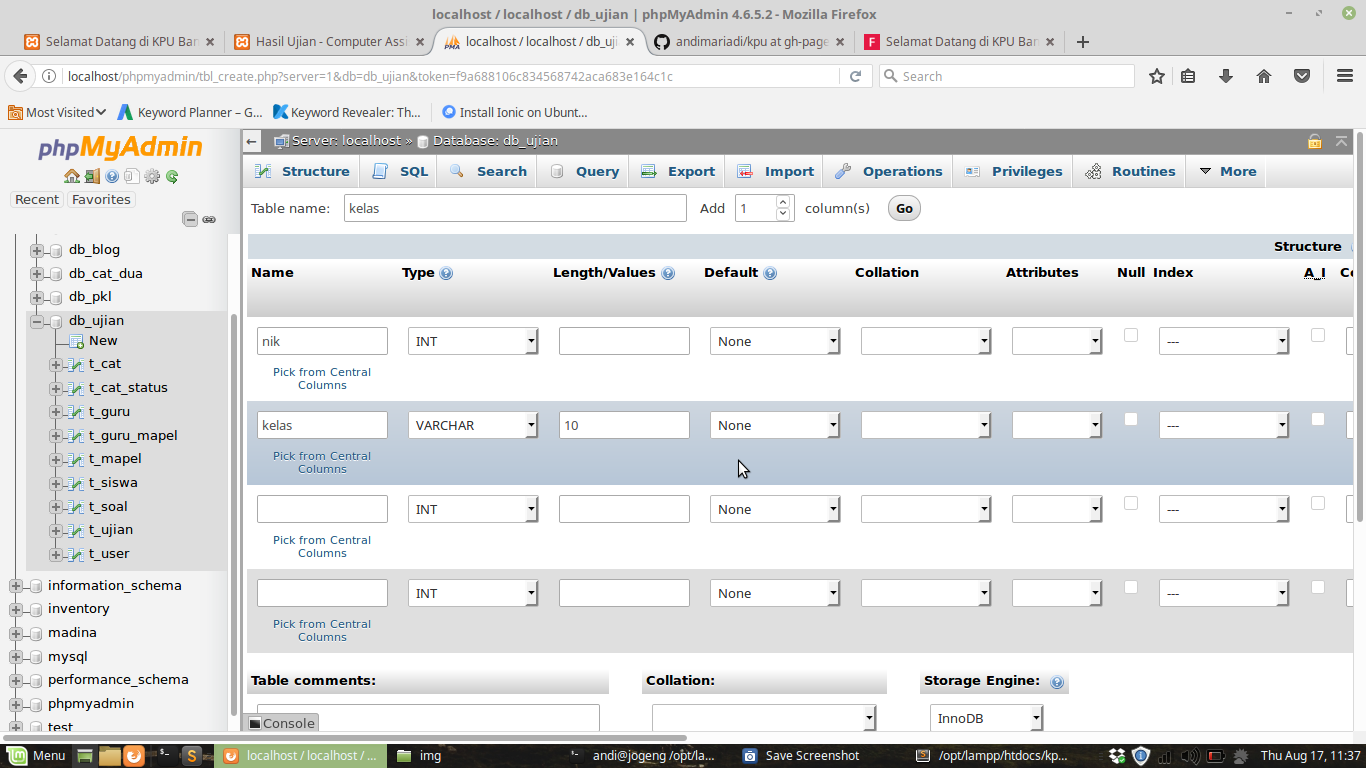 localhost / localhost / db_ujian | phpMyAdmin 4.6.5.2 - Mozilla Firefox
Selamat Datang di KPU Bar
Hasil Ujian - Computer Assi
localhost / localhost / db_uji
andimariadi/kpu at gh-page
Selamat Datang di KPU Bar
localhost/phpmyadmin/tbl_create.php?server=1&db=db_ujian&token=f9a688106c834568742aca683e164c1c
Search
Most Visited
Keyword Planner – G...
Keyword Revealer: Th...
Install Ionic on Ubunt...
phpMyAdmin
Recent Favorites
db_blog
db_cat_dua
db_pkl
db_ujian
New
t_cat
t_cat_status
t_guru
t_guru_mapel
t_mapel
t_siswa
t_soal
t_ujian
t_user
information_schema
inventory
madina
mysql
performance_schema
phpmyadmin
test
Server: localhost » Database: db_ujian
Structure SQL Search Query Export Import Operations Privileges Routines More
Table name: kelas Add 1 column(s) Go
Structure
Name Type Length/Values Default Collation Attributes Null Index A_I Co
nik INT None ---
Pick from Central
Columns
kelas VARCHAR 10 None ---
Pick from Central
Columns
INT None ---
Pick from Central
Columns
INT None ---
Pick from Central
Columns
Table comments: Collation: Storage Engine:
InnoDB
Console
Menu
localhost / localhost / ...
img
andi@jogeng /opt/la...
Save Screenshot
/opt/lampp/htdocs/kp...
Thu Aug 17, 11:37